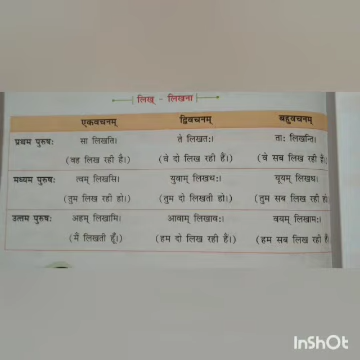 लिख् - लिखना
एकवचनम् द्विवचनम् बहुवचनम्
प्रथम पुरुषः सा लिखति। ते लिखतः। ताः लिखन्ति।
(वह लिख रही है।) (वे दो लिख रही हैं।) (वे सब लिख रही हैं
मध्यम पुरुषः त्वम् लिखसि। युवाम् लिखथः। यूयम् लिखथ।
(तुम लिख रही हो।) (तुम दो लिखती हो।) (तुम सब लिख रही हो
उत्तम पुरुषः अहम् लिखामि। आवाम् लिखावः। वयम् लिखामः।
(मैं लिखती हूँ।) (हम दो लिख रही हैं।) (हम सब लिख रही हैं
InShOt